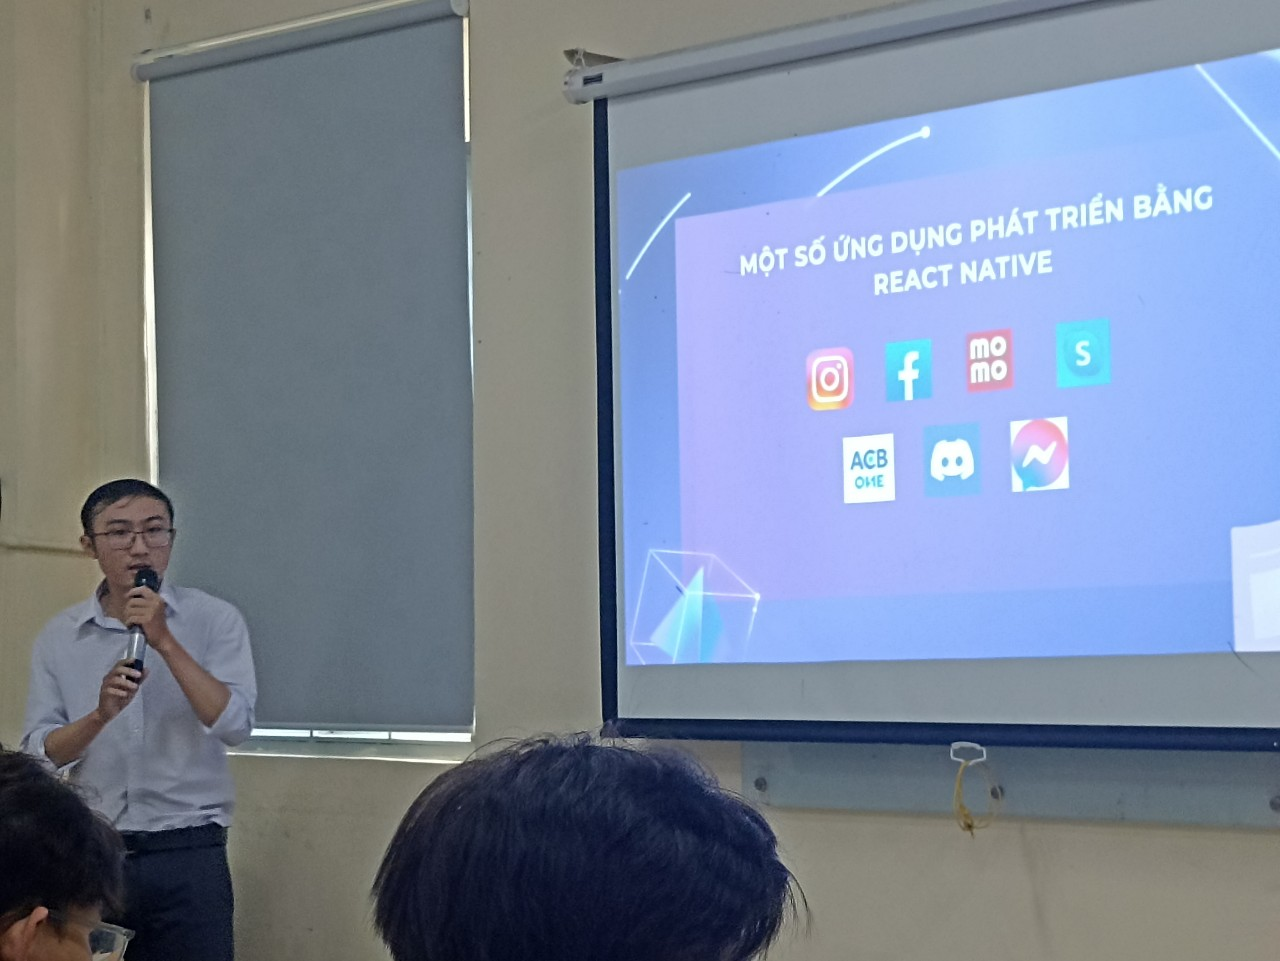 MỘT SỐ ỨNG DỤNG PHÁT TRIỂN BẰNG
REACT NATIVE
f
mo
mo
S
ACB
ONE